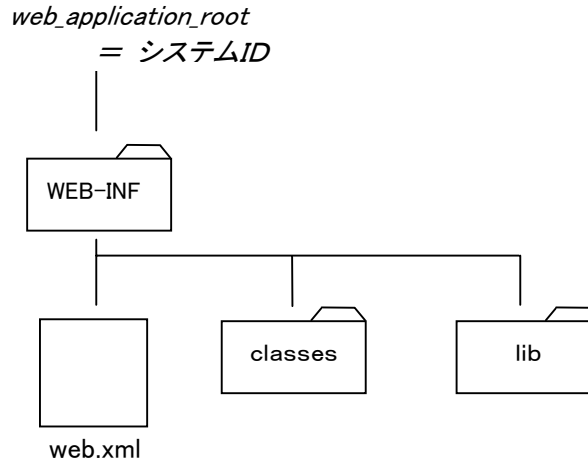 web_application_root
＝ システムID
WEB-INF
classes
lib
web.xml